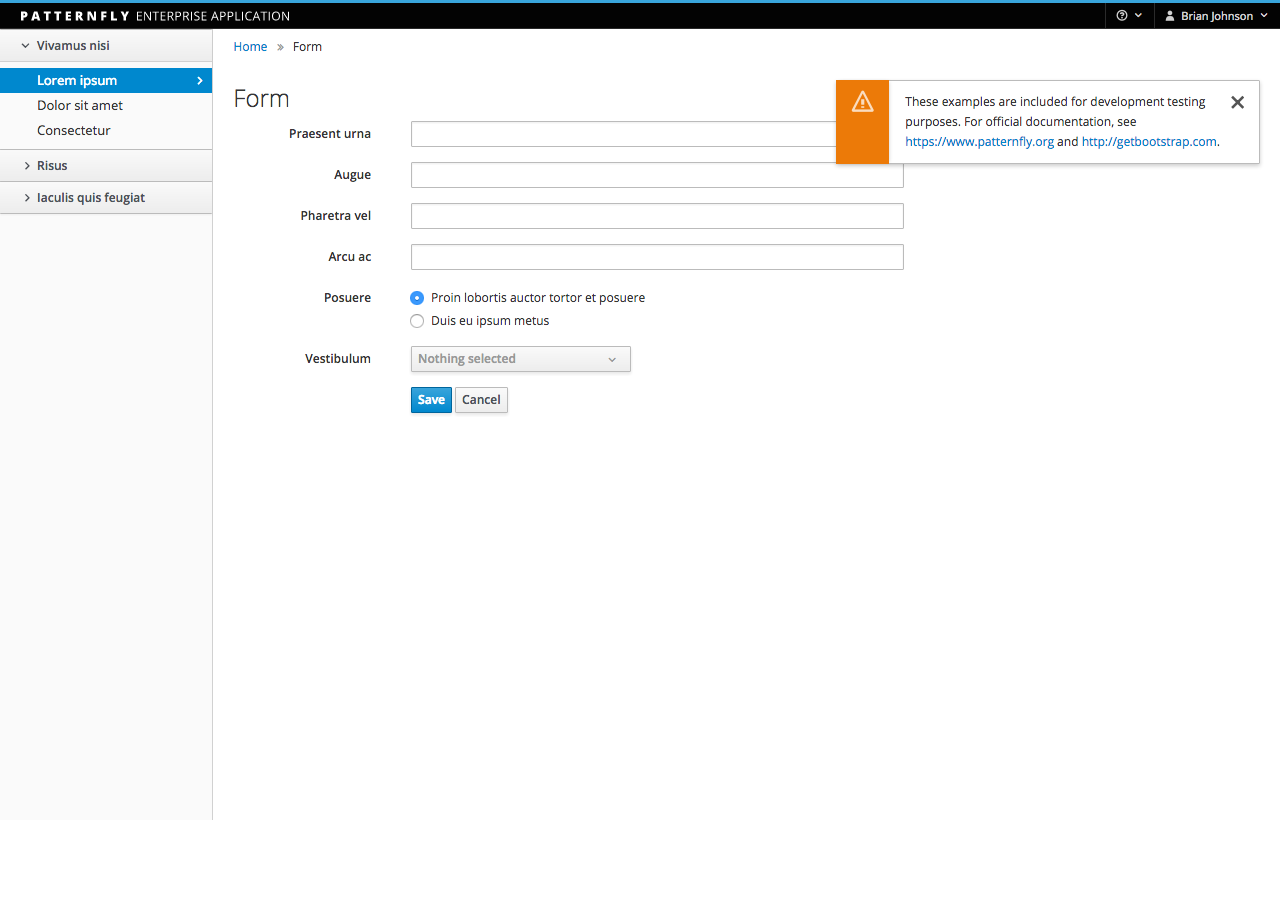 PATTERNFLY ENTERPRISE APPLICATION
Brian Johnson
Vivamus nisi
Lorem ipsum
Dolor sit amet
Consectetur
Risus
Iaculis quis feugiat
Home » Form
Form
These examples are included for development testing
purposes. For official documentation, see
https://www.patternfly.org and http://getbootstrap.com.
Praesent urna
Augue
Pharetra vel
Arcu ac
Posuere
Proin lobortis auctor tortor et posuere
Duis eu ipsum metus
Vestibulum
Nothing selected
Save
Cancel